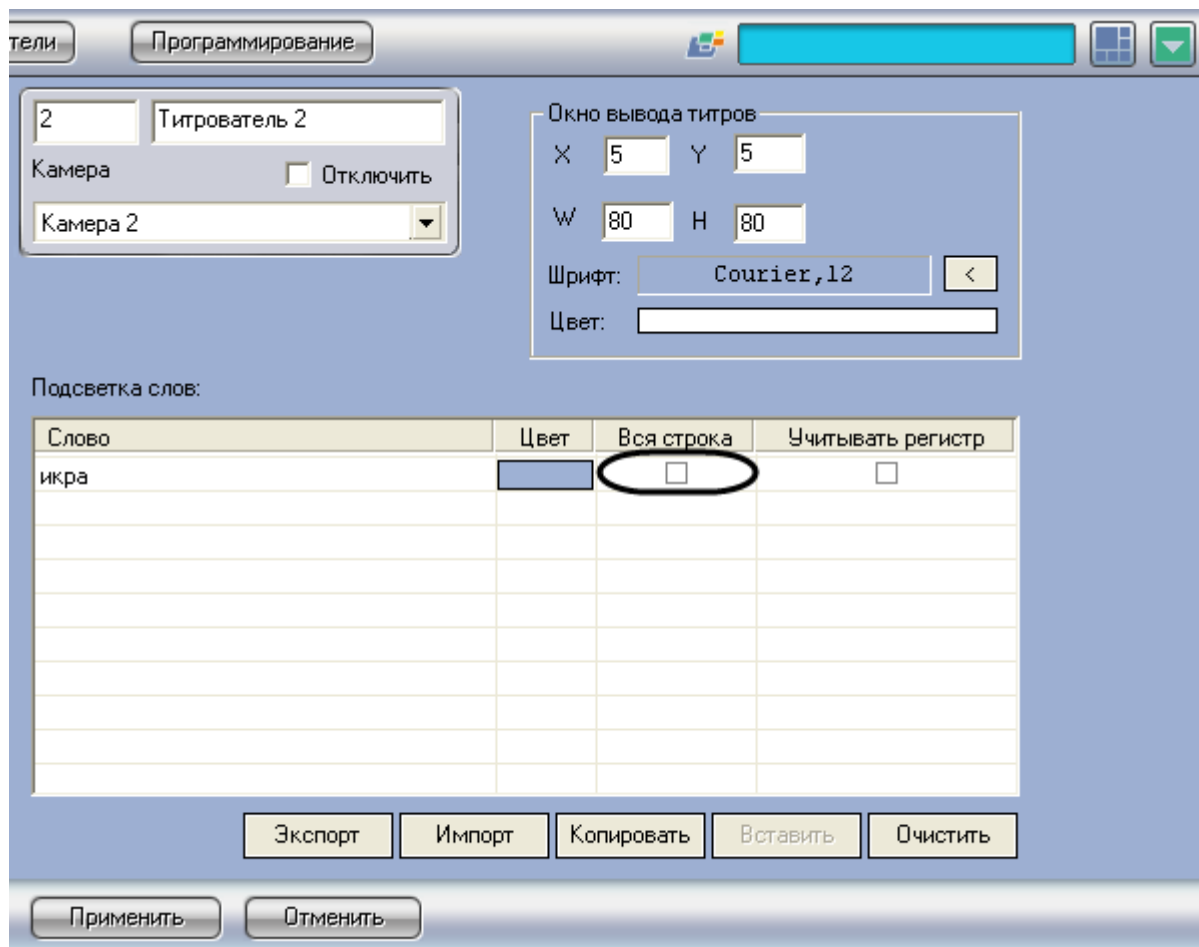 тели Программирование
2 Титрователь 2
Камера Отключить
Камера 2
Окно вывода титров
X 5 Y 5
W 80 H 80
Шрифт: Courier,12 <
Цвет:
Подсветка слов:
Слово Цвет Вся строка Учитывать регистр
икра
Экспорт Импорт Копировать Вставить Очистить
Применить Отменить